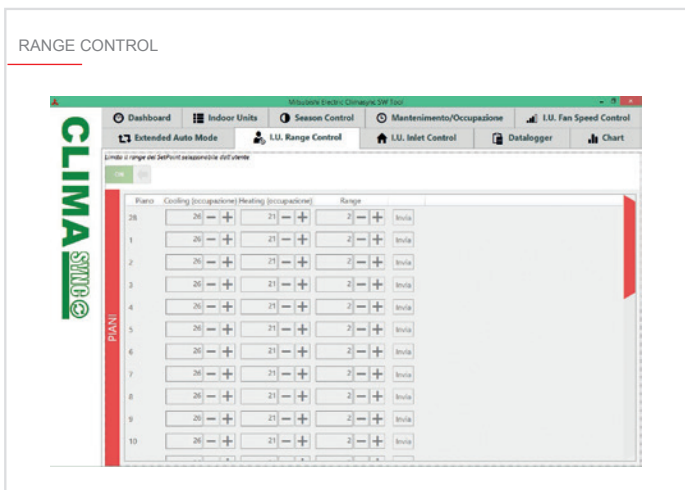 RANGE CONTROL
Mitsubishi Electric Climasync SW Tool
CLIMA SYNC
Dashboard Indoor Units Season Control Mantenimento/Occupazione I.U. Fan Speed Control
Extended Auto Mode I.U. Range Control I.U. Inlet Control Datalogger Chart
Limita il range del SetPoint selezionabile dall'utente
PIANI
Piano Cooling (occupazione) Heating (occupazione) Range
28 26 − + 21 − + 2 − + Invia
1 26 − + 21 − + 2 − + Invia
2 26 − + 21 − + 2 − + Invia
3 26 − + 21 − + 2 − + Invia
4 26 − + 21 − + 2 − + Invia
5 26 − + 21 − + 2 − + Invia
6 26 − + 21 − + 2 − + Invia
7 26 − + 21 − + 2 − + Invia
8 26 − + 21 − + 2 − + Invia
9 26 − + 21 − + 2 − + Invia
10 26 − + 21 − + 2 − + Invia